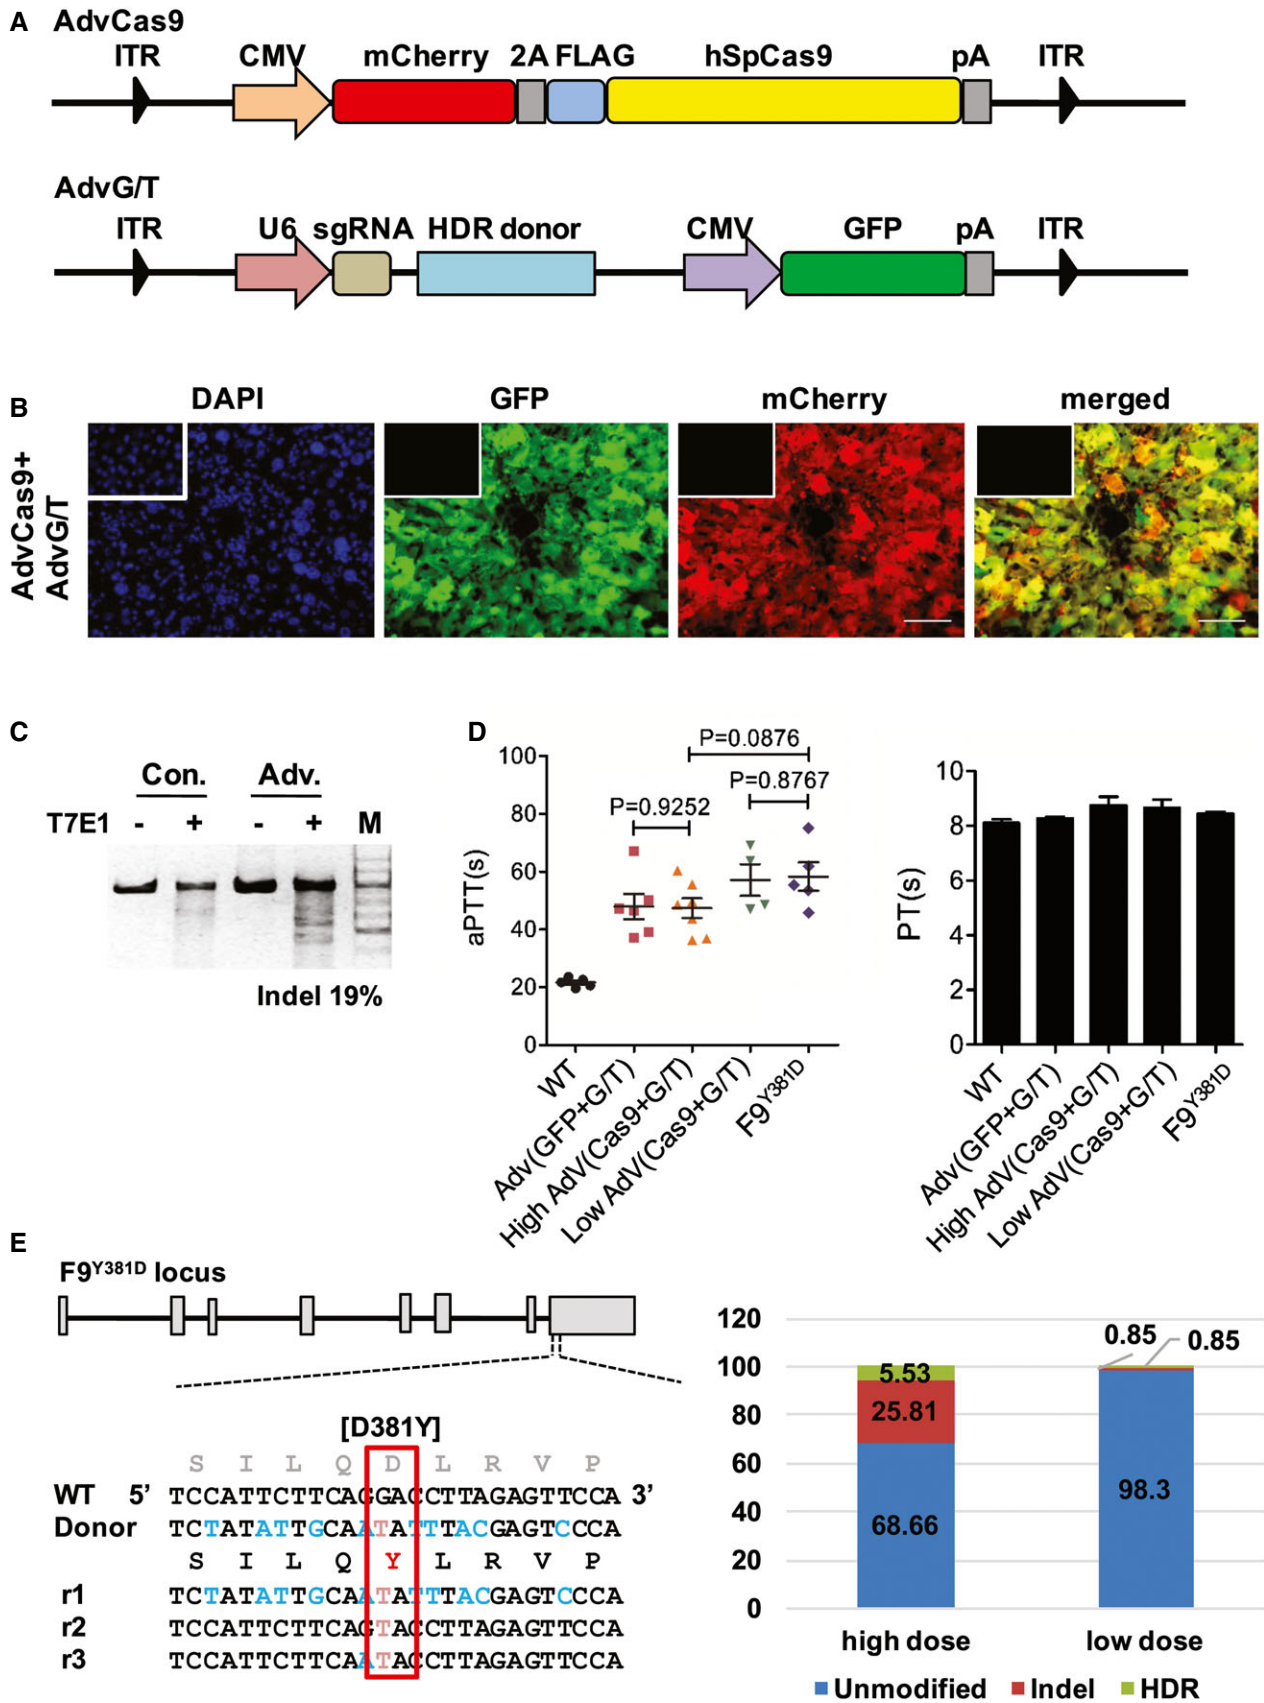 A
AdvCas9
ITR CMV mCherry 2A FLAG hSpCas9 pA ITR
AdvG/T
ITR U6 sgRNA HDR donor CMV GFP pA ITR
B
DAPI GFP mCherry merged
AdvCas9+
AdvG/T
C
Con. Adv.
T7E1 - + - + M
Indel 19%
D
P=0.0876
P=0.8767
P=0.9252
100
80
60
40
20
0
aPTT(s)
WT
Adv(GFP+G/T)
High AdV(Cas9+G/T)
Low AdV(Cas9+G/T)
F9Y381D
10
8
6
4
2
0
PT(s)
WT
Adv(GFP+G/T)
High AdV(Cas9+G/T)
Low AdV(Cas9+G/T)
F9Y381D
E
F9Y381D locus
[D381Y]
S I L Q D L R V P
WT 5’ TCCATTCTTCAGGACCTTAGAGTTCCA 3’
Donor TCTATATTGCAATATTTACGAGTCCCA
S I L Q Y L R V P
r1 TCTATATTGCAATATTTACGAGTCCCA
r2 TCCATTCTTCAGTACCTTAGAGTTCCA
r3 TCCATTCTTCAATACCTTAGAGTTCCA
120
100
80
60
40
20
0
5.53
25.81
68.66
0.85 0.85
98.3
high dose low dose
Unmodified Indel HDR